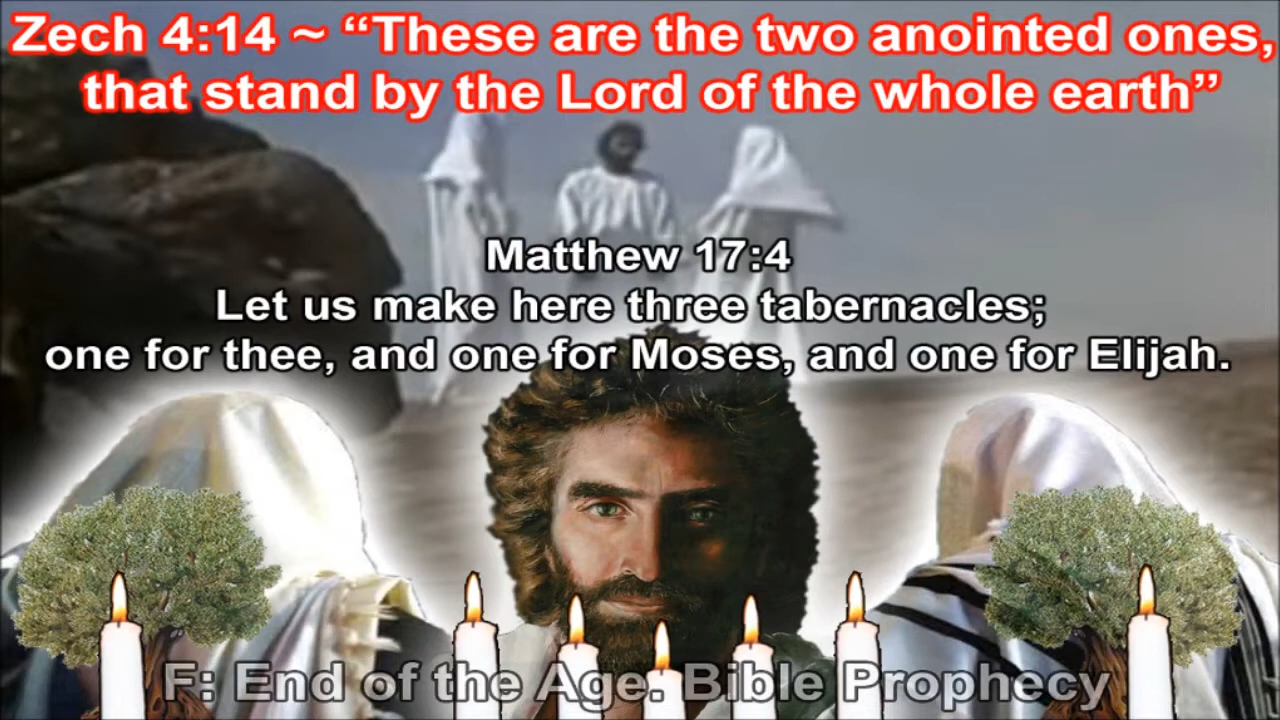 Zech 4:14 ~ “These are the two anointed ones,
that stand by the Lord of the whole earth”
Matthew 17:4
Let us make here three tabernacles;
one for thee, and one for Moses, and one for Elijah.
F: End of the Age. Bible Prophecy